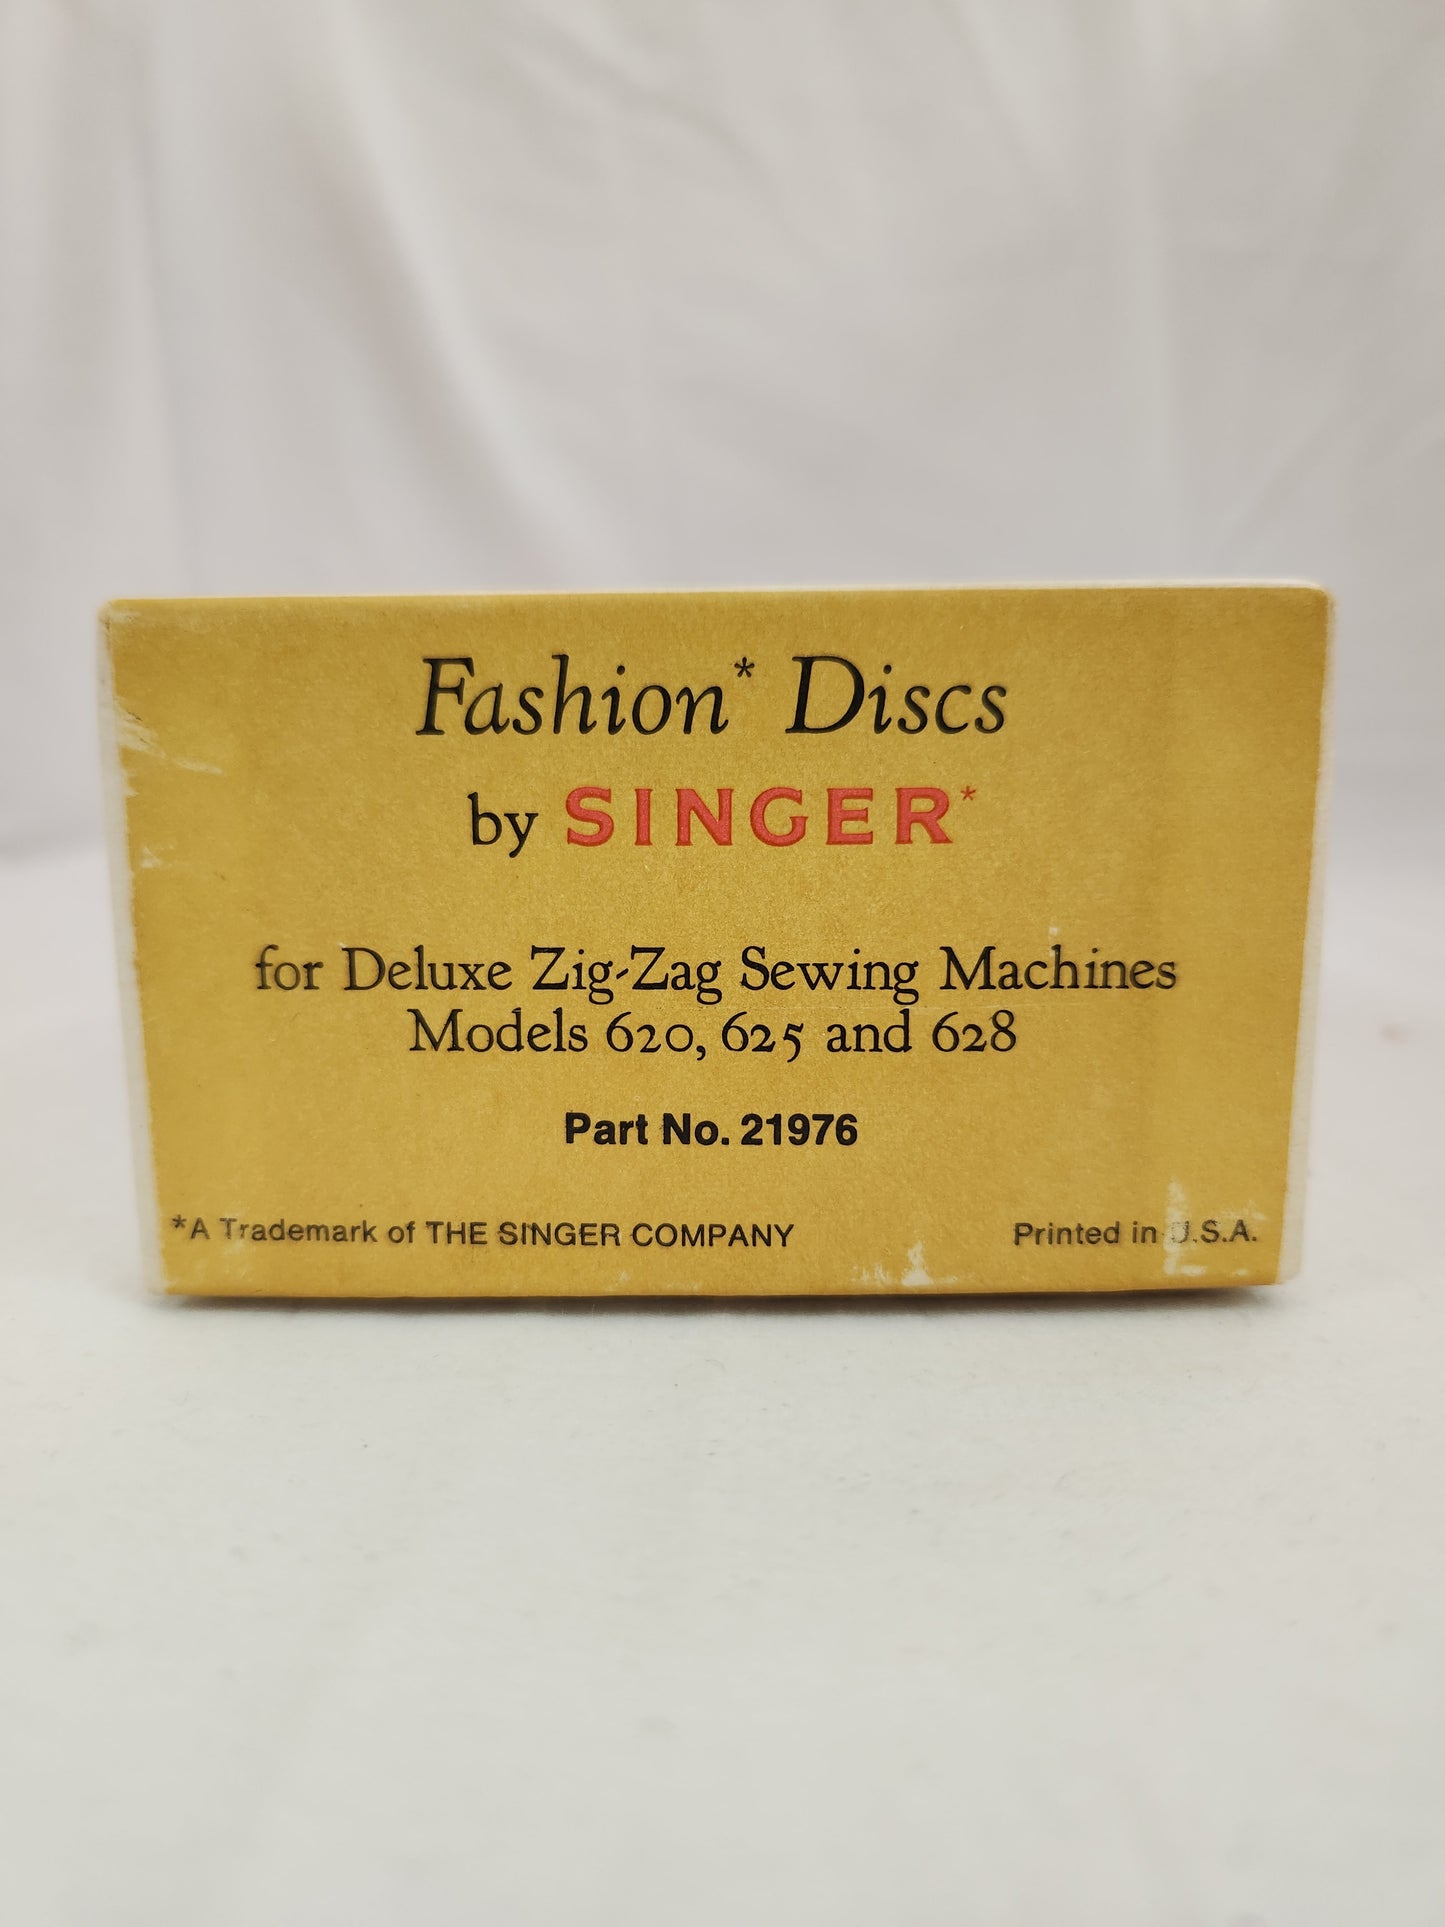 Fashion* Discs
by SINGER*
for Deluxe Zig-Zag Sewing Machines
Models 620, 625 and 628
Part No. 21976
*A Trademark of THE SINGER COMPANY
Printed in U.S.A.